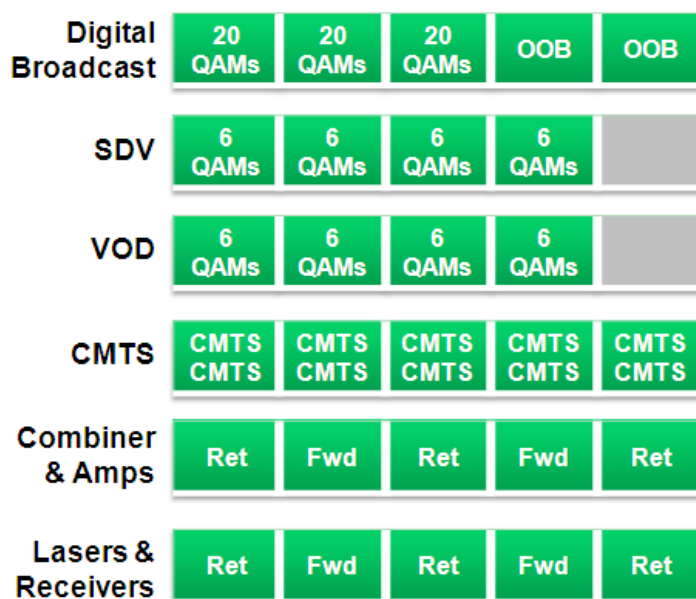 Digital
Broadcast
20
QAMs
20
QAMs
20
QAMs
OOB
OOB
SDV
6
QAMs
6
QAMs
6
QAMs
6
QAMs
VOD
6
QAMs
6
QAMs
6
QAMs
6
QAMs
CMTS
CMTS
CMTS
CMTS
CMTS
CMTS
CMTS
CMTS
CMTS
CMTS
CMTS
Combiner
& Amps
Ret
Fwd
Ret
Fwd
Ret
Lasers &
Receivers
Ret
Fwd
Ret
Fwd
Ret